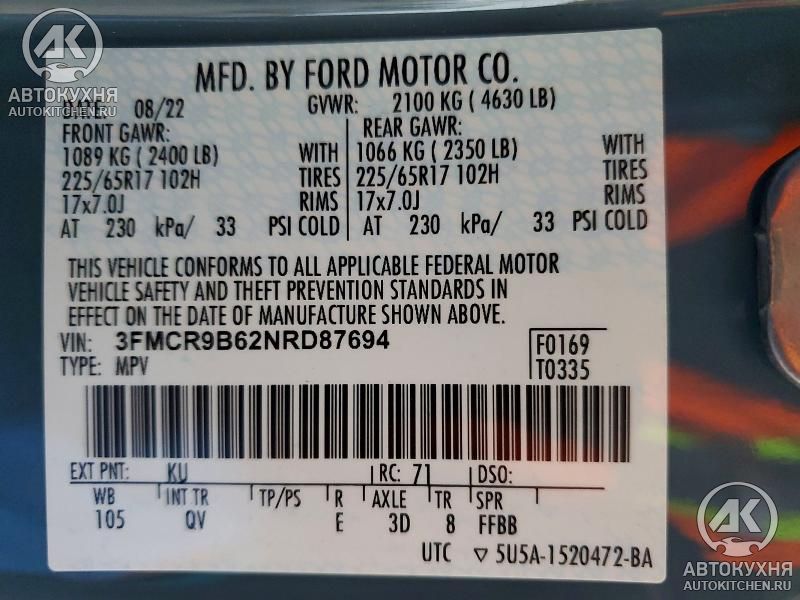 АВТОКУХНЯ
AUTOKITCHEN.RU
MFD. BY FORD MOTOR CO.
08/22 GVWR: 2100 KG ( 4630 LB)
FRONT GAWR: REAR GAWR:
1089 KG ( 2400 LB) WITH 1066 KG ( 2350 LB) WITH
225/65R17 102H TIRES 225/65R17 102H TIRES
17x7.0J RIMS 17x7.0J RIMS
AT 230 kPa/ 33 PSI COLD AT 230 kPa/ 33 PSI COLD
THIS VEHICLE CONFORMS TO ALL APPLICABLE FEDERAL MOTOR
VEHICLE SAFETY AND THEFT PREVENTION STANDARDS IN
EFFECT ON THE DATE OF MANUFACTURE SHOWN ABOVE.
VIN: 3FMCR9B62NRD87694 F0169
TYPE: MPV T0335
EXT PNT: KU RC: 71 DSO:
WB INT TR TP/PS R AXLE TR SPR
105 QV E 3D 8 FFBB
UTC ▽ 5U5A-1520472-BA
АВТОКУХНЯ
AUTOKITCHEN.RU